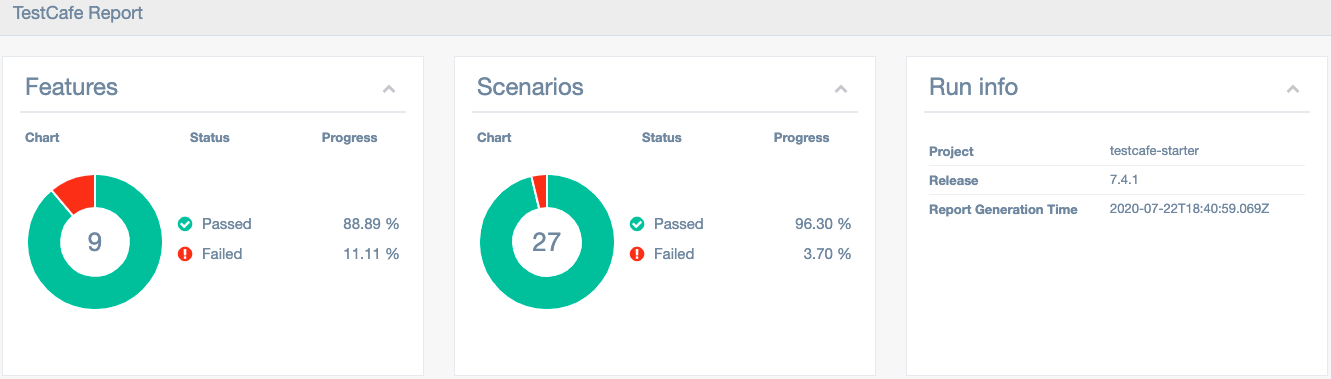 TestCafe Report
Features
Chart Status Progress
9
Passed 88.89 %
Failed 11.11 %
Scenarios
Chart Status Progress
27
Passed 96.30 %
Failed 3.70 %
Run info
Project testcafe-starter
Release 7.4.1
Report Generation Time 2020-07-22T18:40:59.069Z